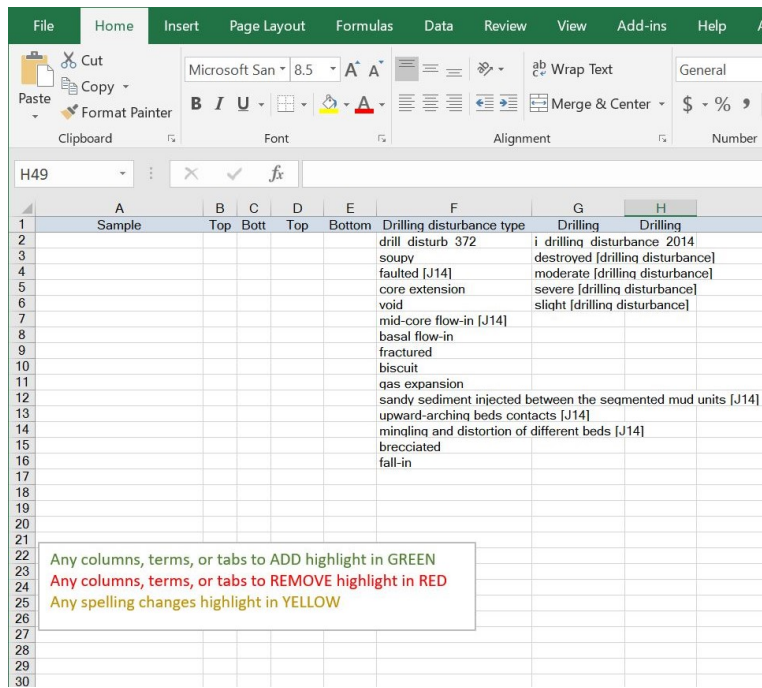 File Home Insert Page Layout Formulas Data Review View Add-ins Help
Cut
Copy
Format Painter
Paste
Clipboard
Microsoft San 8.5 A A
B I U A
Font
ab Wrap Text
Merge & Center
Alignment
General
$ % ,
Number
H49 fx
A B C D E F G H
1 Sample Top Bott Top Bottom Drilling disturbance type Drilling Drilling
2 drill_disturb_372 i_drilling_disturbance_2014
3 soupy destroyed [drilling disturbance]
4 faulted [J14] moderate [drilling disturbance]
5 core extension severe [drilling disturbance]
6 void slight [drilling disturbance]
7 mid-core flow-in [J14]
8 basal flow-in
9 fractured
10 biscuit
11 gas expansion
12 sandy sediment injected between the segmented mud units [J14]
13 upward-arching beds contacts [J14]
14 mingling and distortion of different beds [J14]
15 brecciated
16 fall-in
17
18
19
20
21
22
23
24
25
26
27
28
29
30
Any columns, terms, or tabs to ADD highlight in GREEN
Any columns, terms, or tabs to REMOVE highlight in RED
Any spelling changes highlight in YELLOW